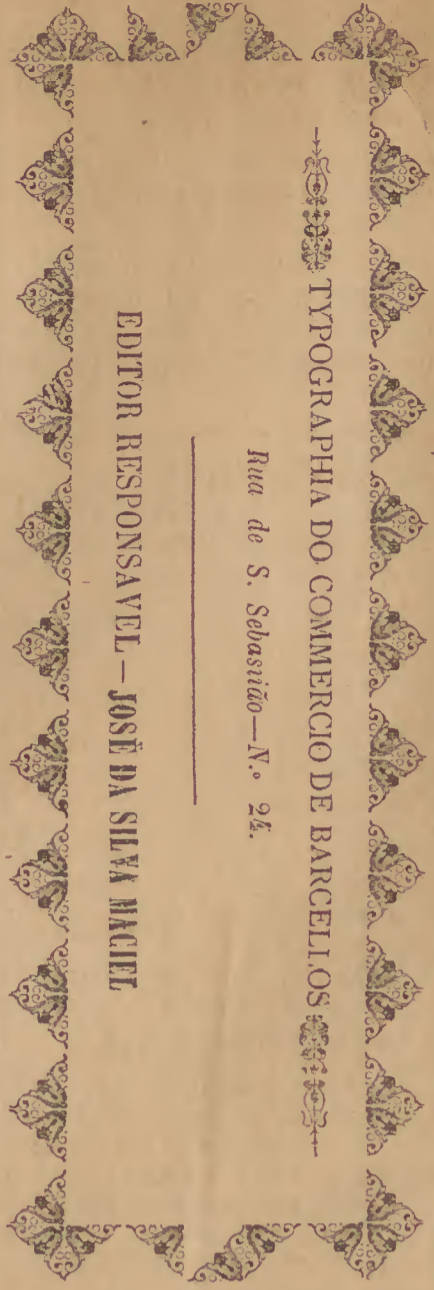 TYPOGRAPHIA DO COMMERCIO DE BARCELLOS
Rua de S. Sebastião—N.º 24.
EDITOR RESPONSAVEL—JOSÉ DA SILVA MACIEL